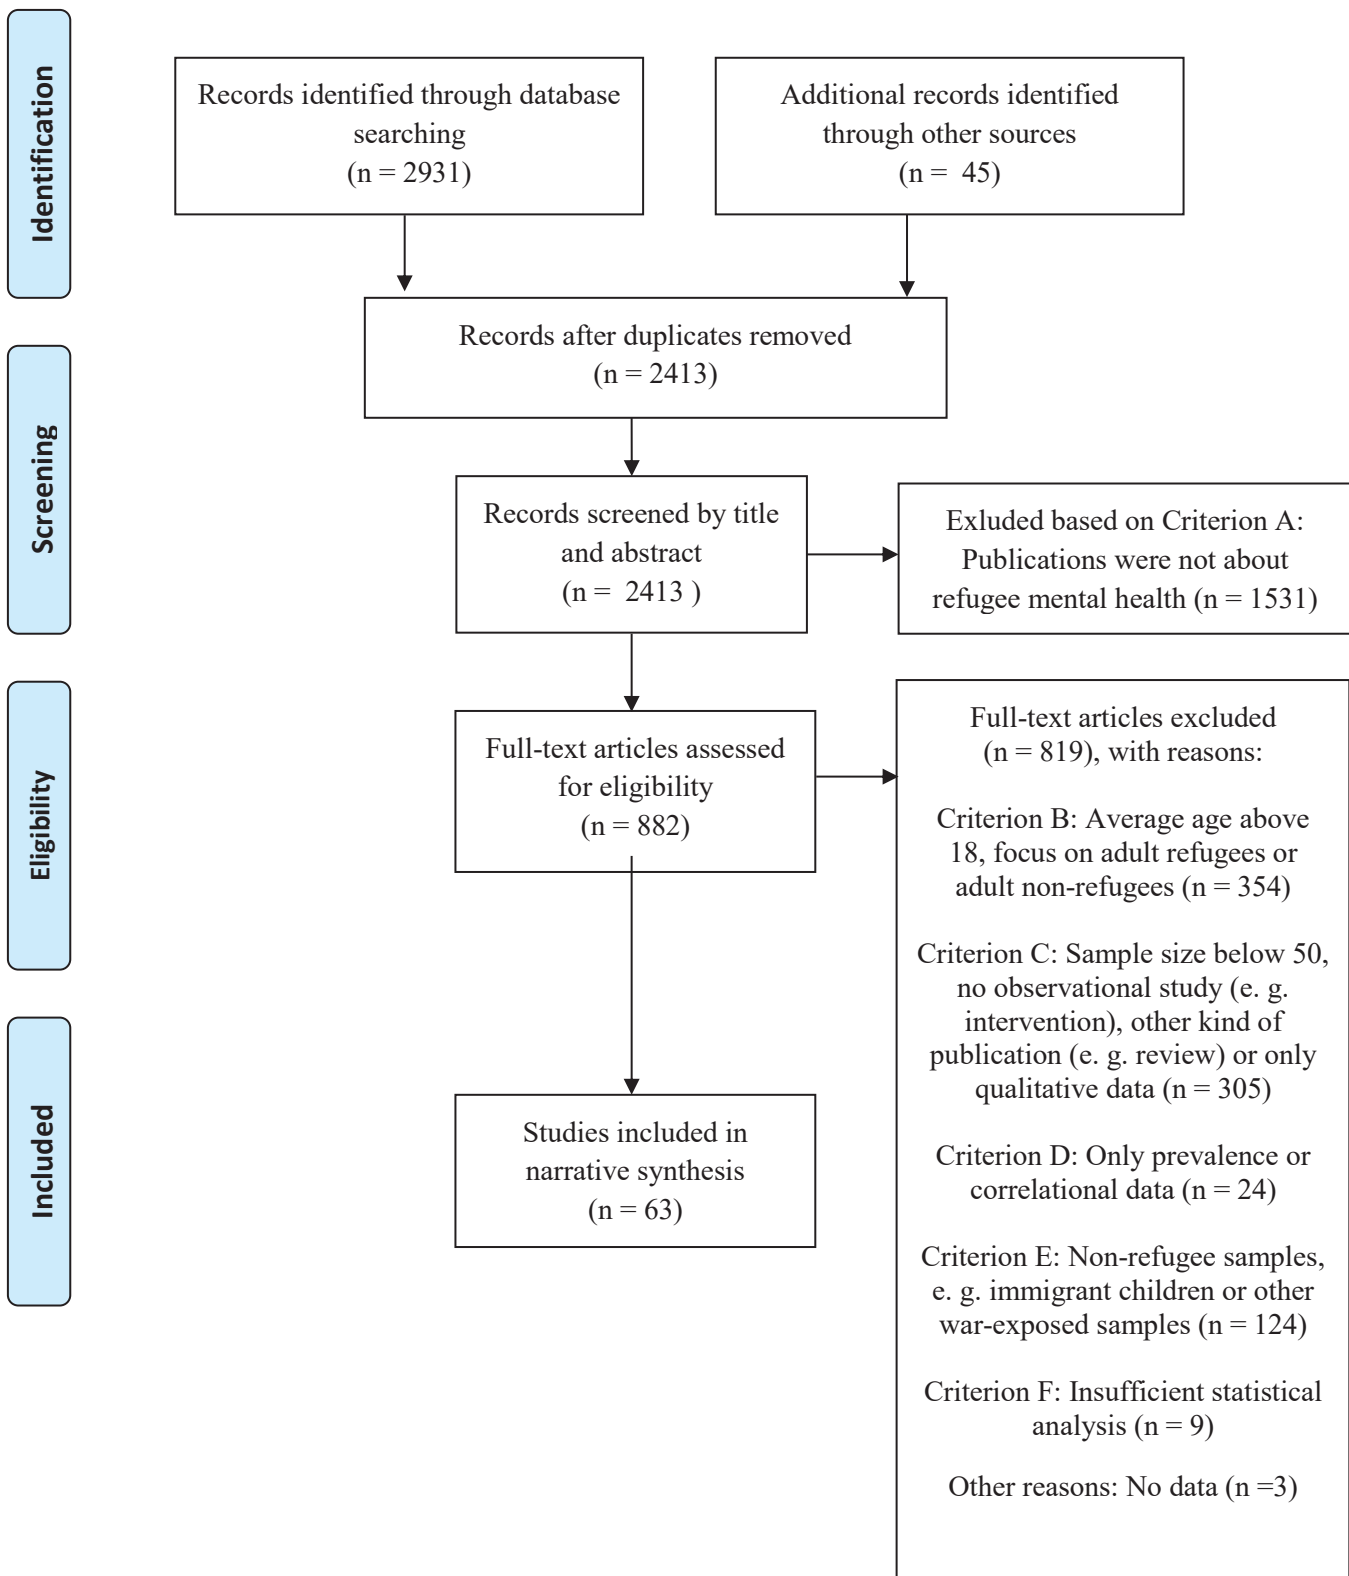 Identification
Records identified through database
searching
(n = 2931)
Additional records identified
through other sources
(n = 45)
Records after duplicates removed
(n = 2413)
Screening
Records screened by title
and abstract
(n = 2413 )
Exluded based on Criterion A:
Publications were not about
refugee mental health (n = 1531)
Eligibility
Full-text articles assessed
for eligibility
(n = 882)
Full-text articles excluded
(n = 819), with reasons:
Criterion B: Average age above
18, focus on adult refugees or
adult non-refugees (n = 354)
Criterion C: Sample size below 50,
no observational study (e. g.
intervention), other kind of
publication (e. g. review) or only
qualitative data (n = 305)
Criterion D: Only prevalence or
correlational data (n = 24)
Criterion E: Non-refugee samples,
e. g. immigrant children or other
war-exposed samples (n = 124)
Criterion F: Insufficient statistical
analysis (n = 9)
Other reasons: No data (n =3)
Included
Studies included in
narrative synthesis
(n = 63)